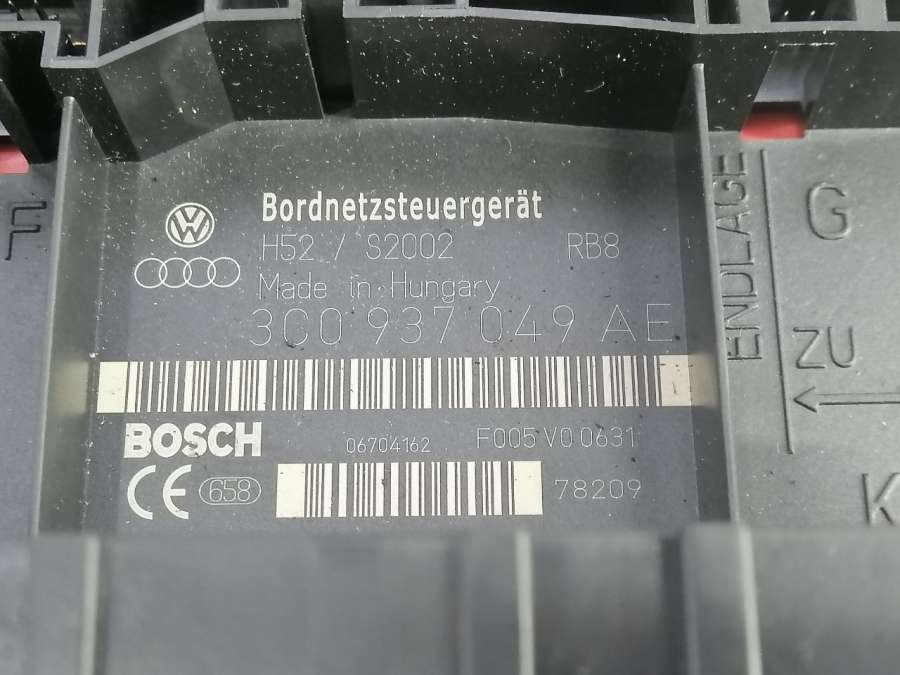 Bordnetzsteuergerät
H52 / S2002 RB8
Made in Hungary
3C0 937 049 AE
BOSCH
06704162 F005 V0 0631
CE 658
78209
F
ENDLAGE
G
ZU
K